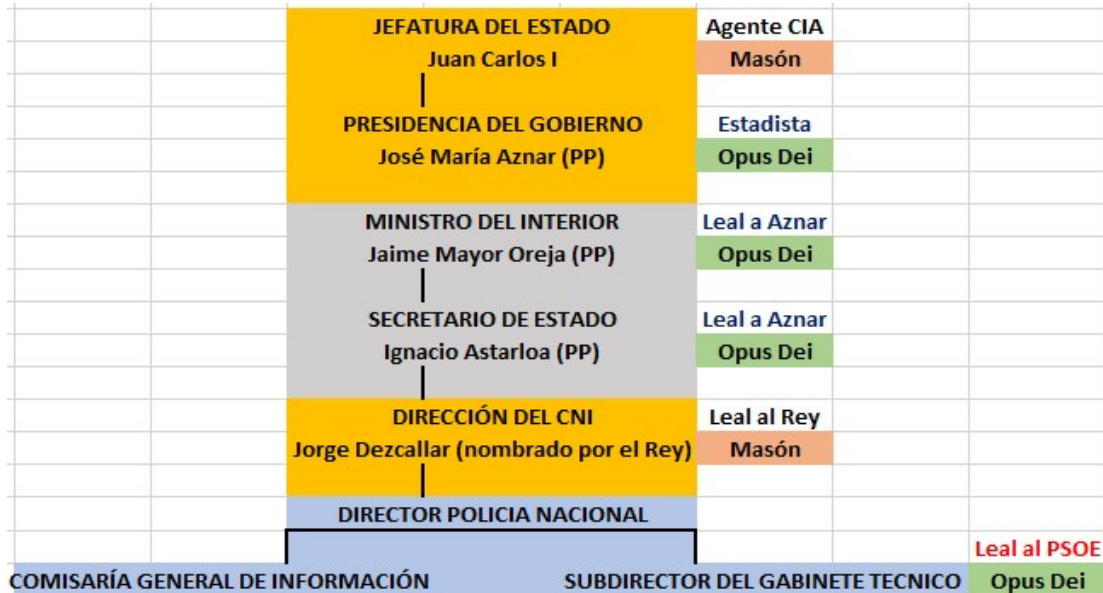 JEFATURA DEL ESTADO Agente CIA
Juan Carlos I Masón
PRESIDENCIA DEL GOBIERNO Estadista
José María Aznar (PP) Opus Dei
MINISTRO DEL INTERIOR Leal a Aznar
Jaime Mayor Oreja (PP) Opus Dei
SECRETARIO DE ESTADO Leal a Aznar
Ignacio Astarloa (PP) Opus Dei
DIRECCIÓN DEL CNI Leal al Rey
Jorge Dezcallar (nombrado por el Rey) Masón
DIRECTOR POLICIA NACIONAL
Leal al PSOE
COMISARÍA GENERAL DE INFORMACIÓN SUBDIRECTOR DEL GABINETE TECNICO Opus Dei